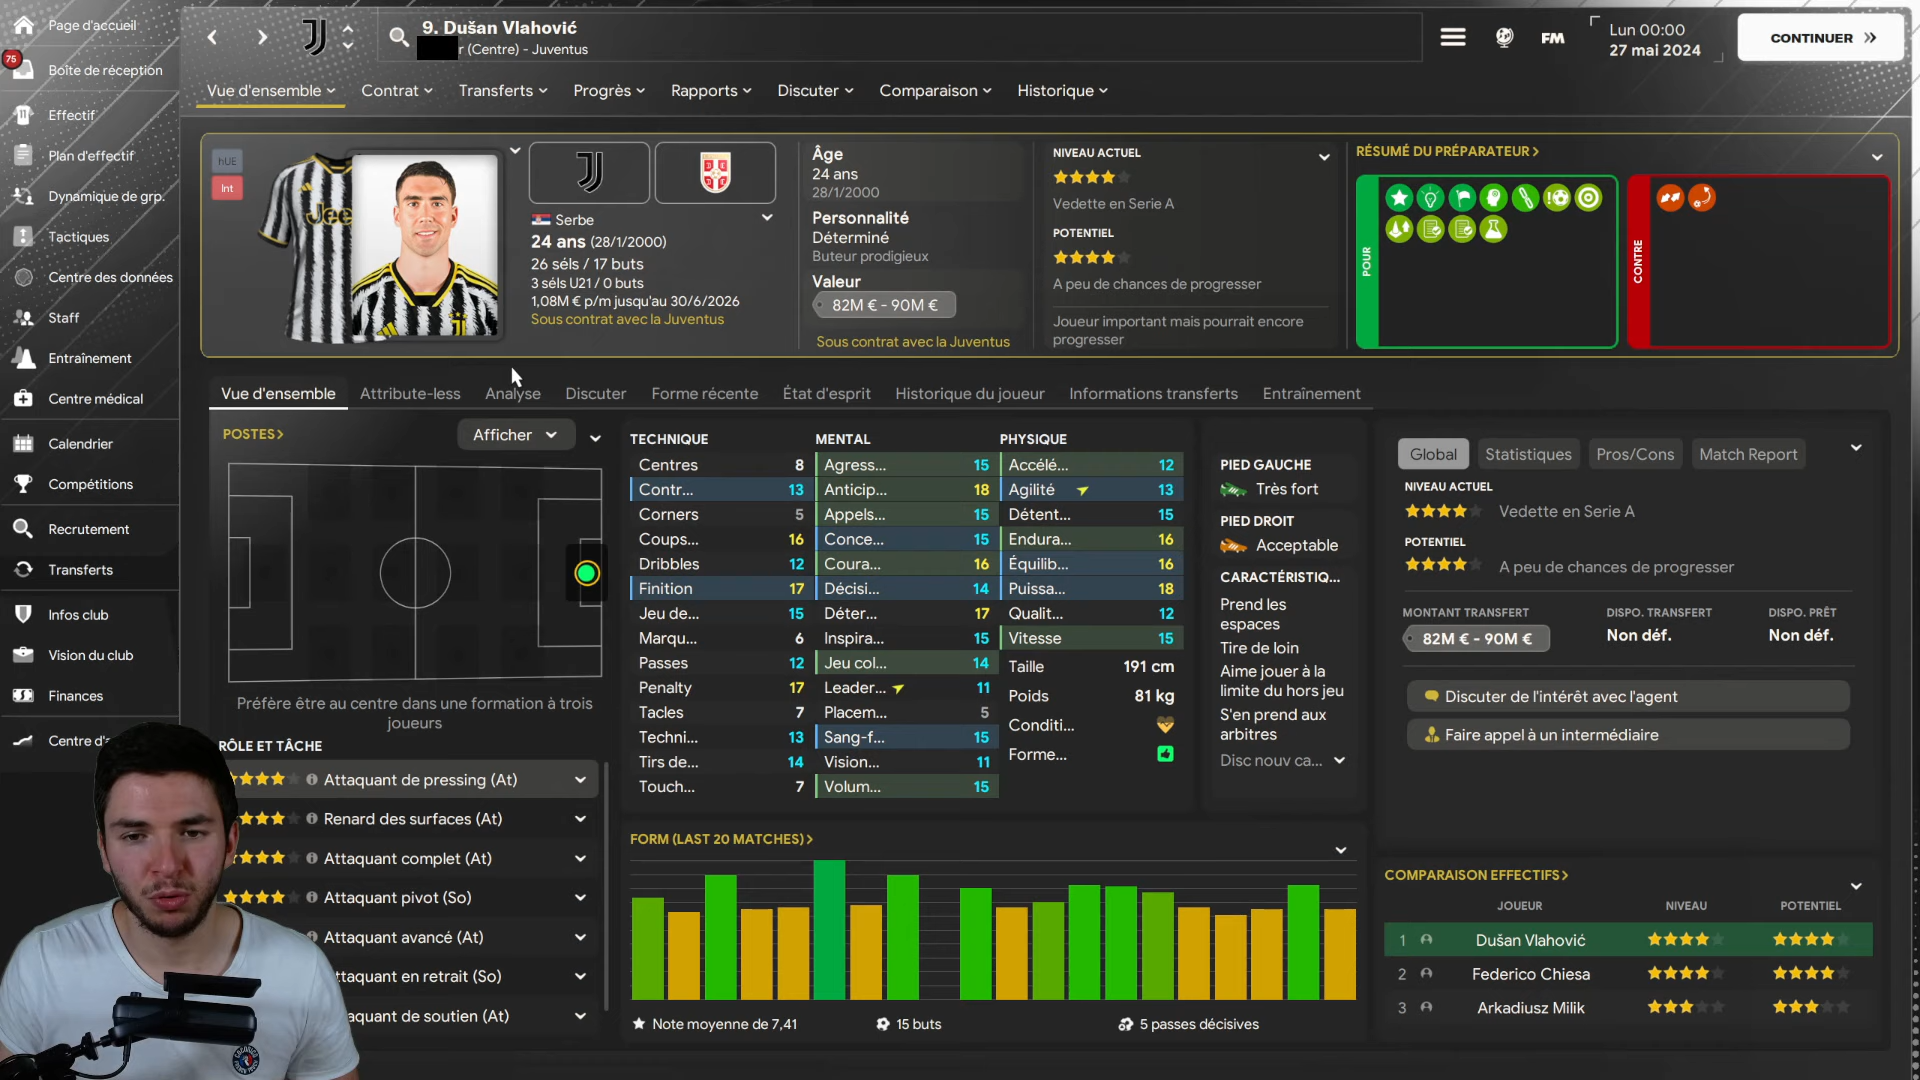 Page d'accueil
75
Boîte de réception
Effectif
Plan d'effectif
Dynamique de grp.
Tactiques
Centre des données
Staff
Entraînement
Centre médical
Calendrier
Compétitions
Recrutement
Transferts
Infos club
Vision du club
Finances
Centre d'a
9. Dušan Vlahović
r (Centre) - Juventus
FM
Lun 00:00
27 mai 2024
CONTINUER
Vue d'ensemble
Contrat
Transferts
Progrès
Rapports
Discuter
Comparaison
Historique
hUE
Int
Jeep
Serbe
24 ans (28/1/2000)
26 séls / 17 buts
3 séls U21 / 0 buts
1,08M € p/m jusqu'au 30/6/2026
Sous contrat avec la Juventus
Âge
24 ans
28/1/2000
Personnalité
Déterminé
Buteur prodigieux
Valeur
82M € - 90M €
Sous contrat avec la Juventus
NIVEAU ACTUEL
Vedette en Serie A
POTENTIEL
A peu de chances de progresser
Joueur important mais pourrait encore
progresser
RÉSUMÉ DU PRÉPARATEUR >
POUR
CONTRE
Vue d'ensemble
Attribute-less
Analyse
Discuter
Forme récente
État d'esprit
Historique du joueur
Informations transferts
Entraînement
POSTES >
Afficher
Préfère être au centre dans une formation à trois
joueurs
RÔLE ET TÂCHE
Attaquant de pressing (At)
Renard des surfaces (At)
Attaquant complet (At)
Attaquant pivot (So)
ttaquant avancé (At)
ttaquant en retrait (So)
quant de soutien (At)
TECHNIQUE
Centres 8
Contr... 13
Corners 5
Coups... 16
Dribbles 12
Finition 17
Jeu de... 15
Marqu... 6
Passes 12
Penalty 17
Tacles 7
Techni... 13
Tirs de... 14
Touch... 7
MENTAL
Agress... 15
Anticip... 18
Appels... 15
Conce... 15
Coura... 16
Décisi... 14
Déter... 17
Inspira... 15
Jeu col... 14
Leader... 11
Placem... 5
Sang-f... 15
Vision... 11
Volum... 15
PHYSIQUE
Accélé... 12
Agilité 13
Détent... 15
Endura... 16
Équilib... 16
Puissa... 18
Qualit... 12
Vitesse 15
Taille 191 cm
Poids 81 kg
Conditi...
Forme...
PIED GAUCHE
Très fort
PIED DROIT
Acceptable
CARACTÉRISTIQ...
Prend les
espaces
Tire de loin
Aime jouer à la
limite du hors jeu
S'en prend aux
arbitres
Disc nouv ca...
FORM (LAST 20 MATCHES) >
Note moyenne de 7,41
15 buts
5 passes décisives
Global
Statistiques
Pros/Cons
Match Report
NIVEAU ACTUEL
Vedette en Serie A
POTENTIEL
A peu de chances de progresser
MONTANT TRANSFERT
82M € - 90M €
DISPO. TRANSFERT
Non déf.
DISPO. PRÊT
Non déf.
Discuter de l'intérêt avec l'agent
Faire appel à un intermédiaire
COMPARAISON EFFECTIFS >
JOUEUR NIVEAU POTENTIEL
1 Dušan Vlahović
2 Federico Chiesa
3 Arkadiusz Milik